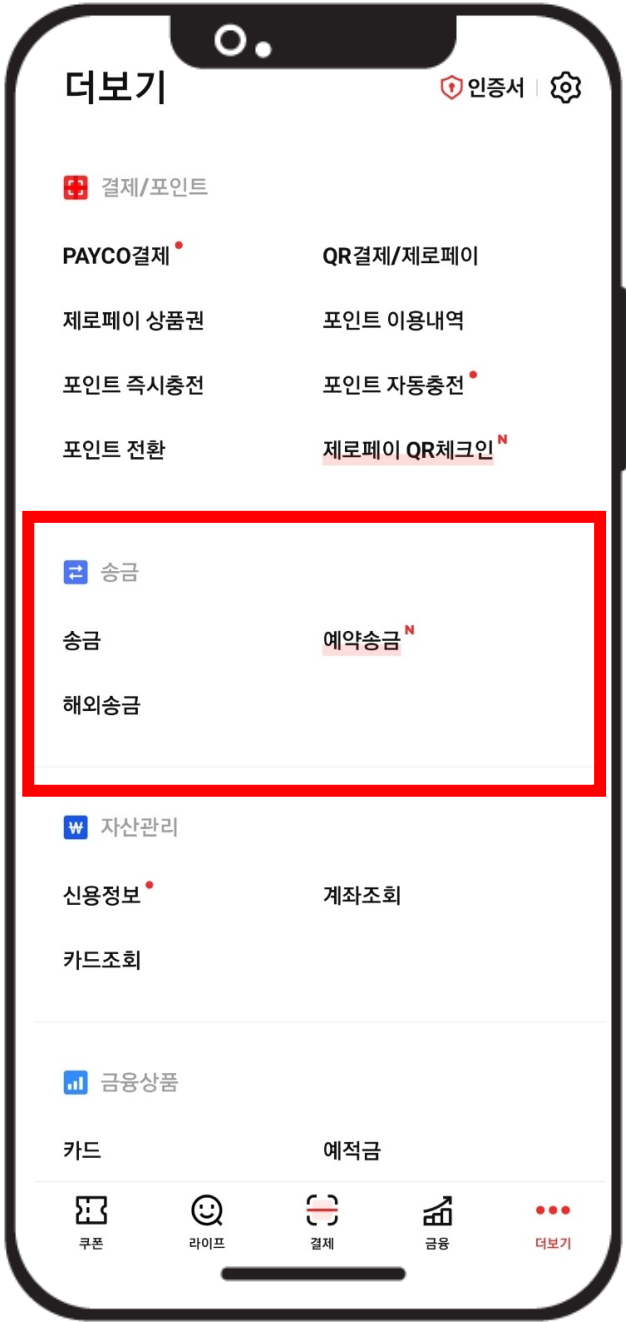 더보기
인증서
결제/포인트
PAYCO결제 QR결제/제로페이
제로페이 상품권 포인트 이용내역
포인트 즉시충전 포인트 자동충전
포인트 전환 제로페이 QR체크인 N
송금
송금 예약송금 N
해외송금
자산관리
신용정보 계좌조회
카드조회
금융상품
카드 예적금
쿠폰 라이프 결제 금융 더보기